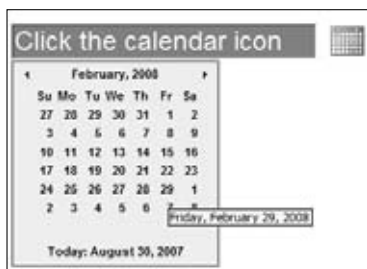 Click the calendar icon
February, 2008
Su Mo Tu We Th Fr Sa
27 28 29 30 31 1 2
3 4 5 6 7 8 9
10 11 12 13 14 15 16
17 18 19 20 21 22 23
24 25 26 27 28 29 1
2 3 4 5 6 7 8
Friday, February 29, 2008
Today: August 30, 2007